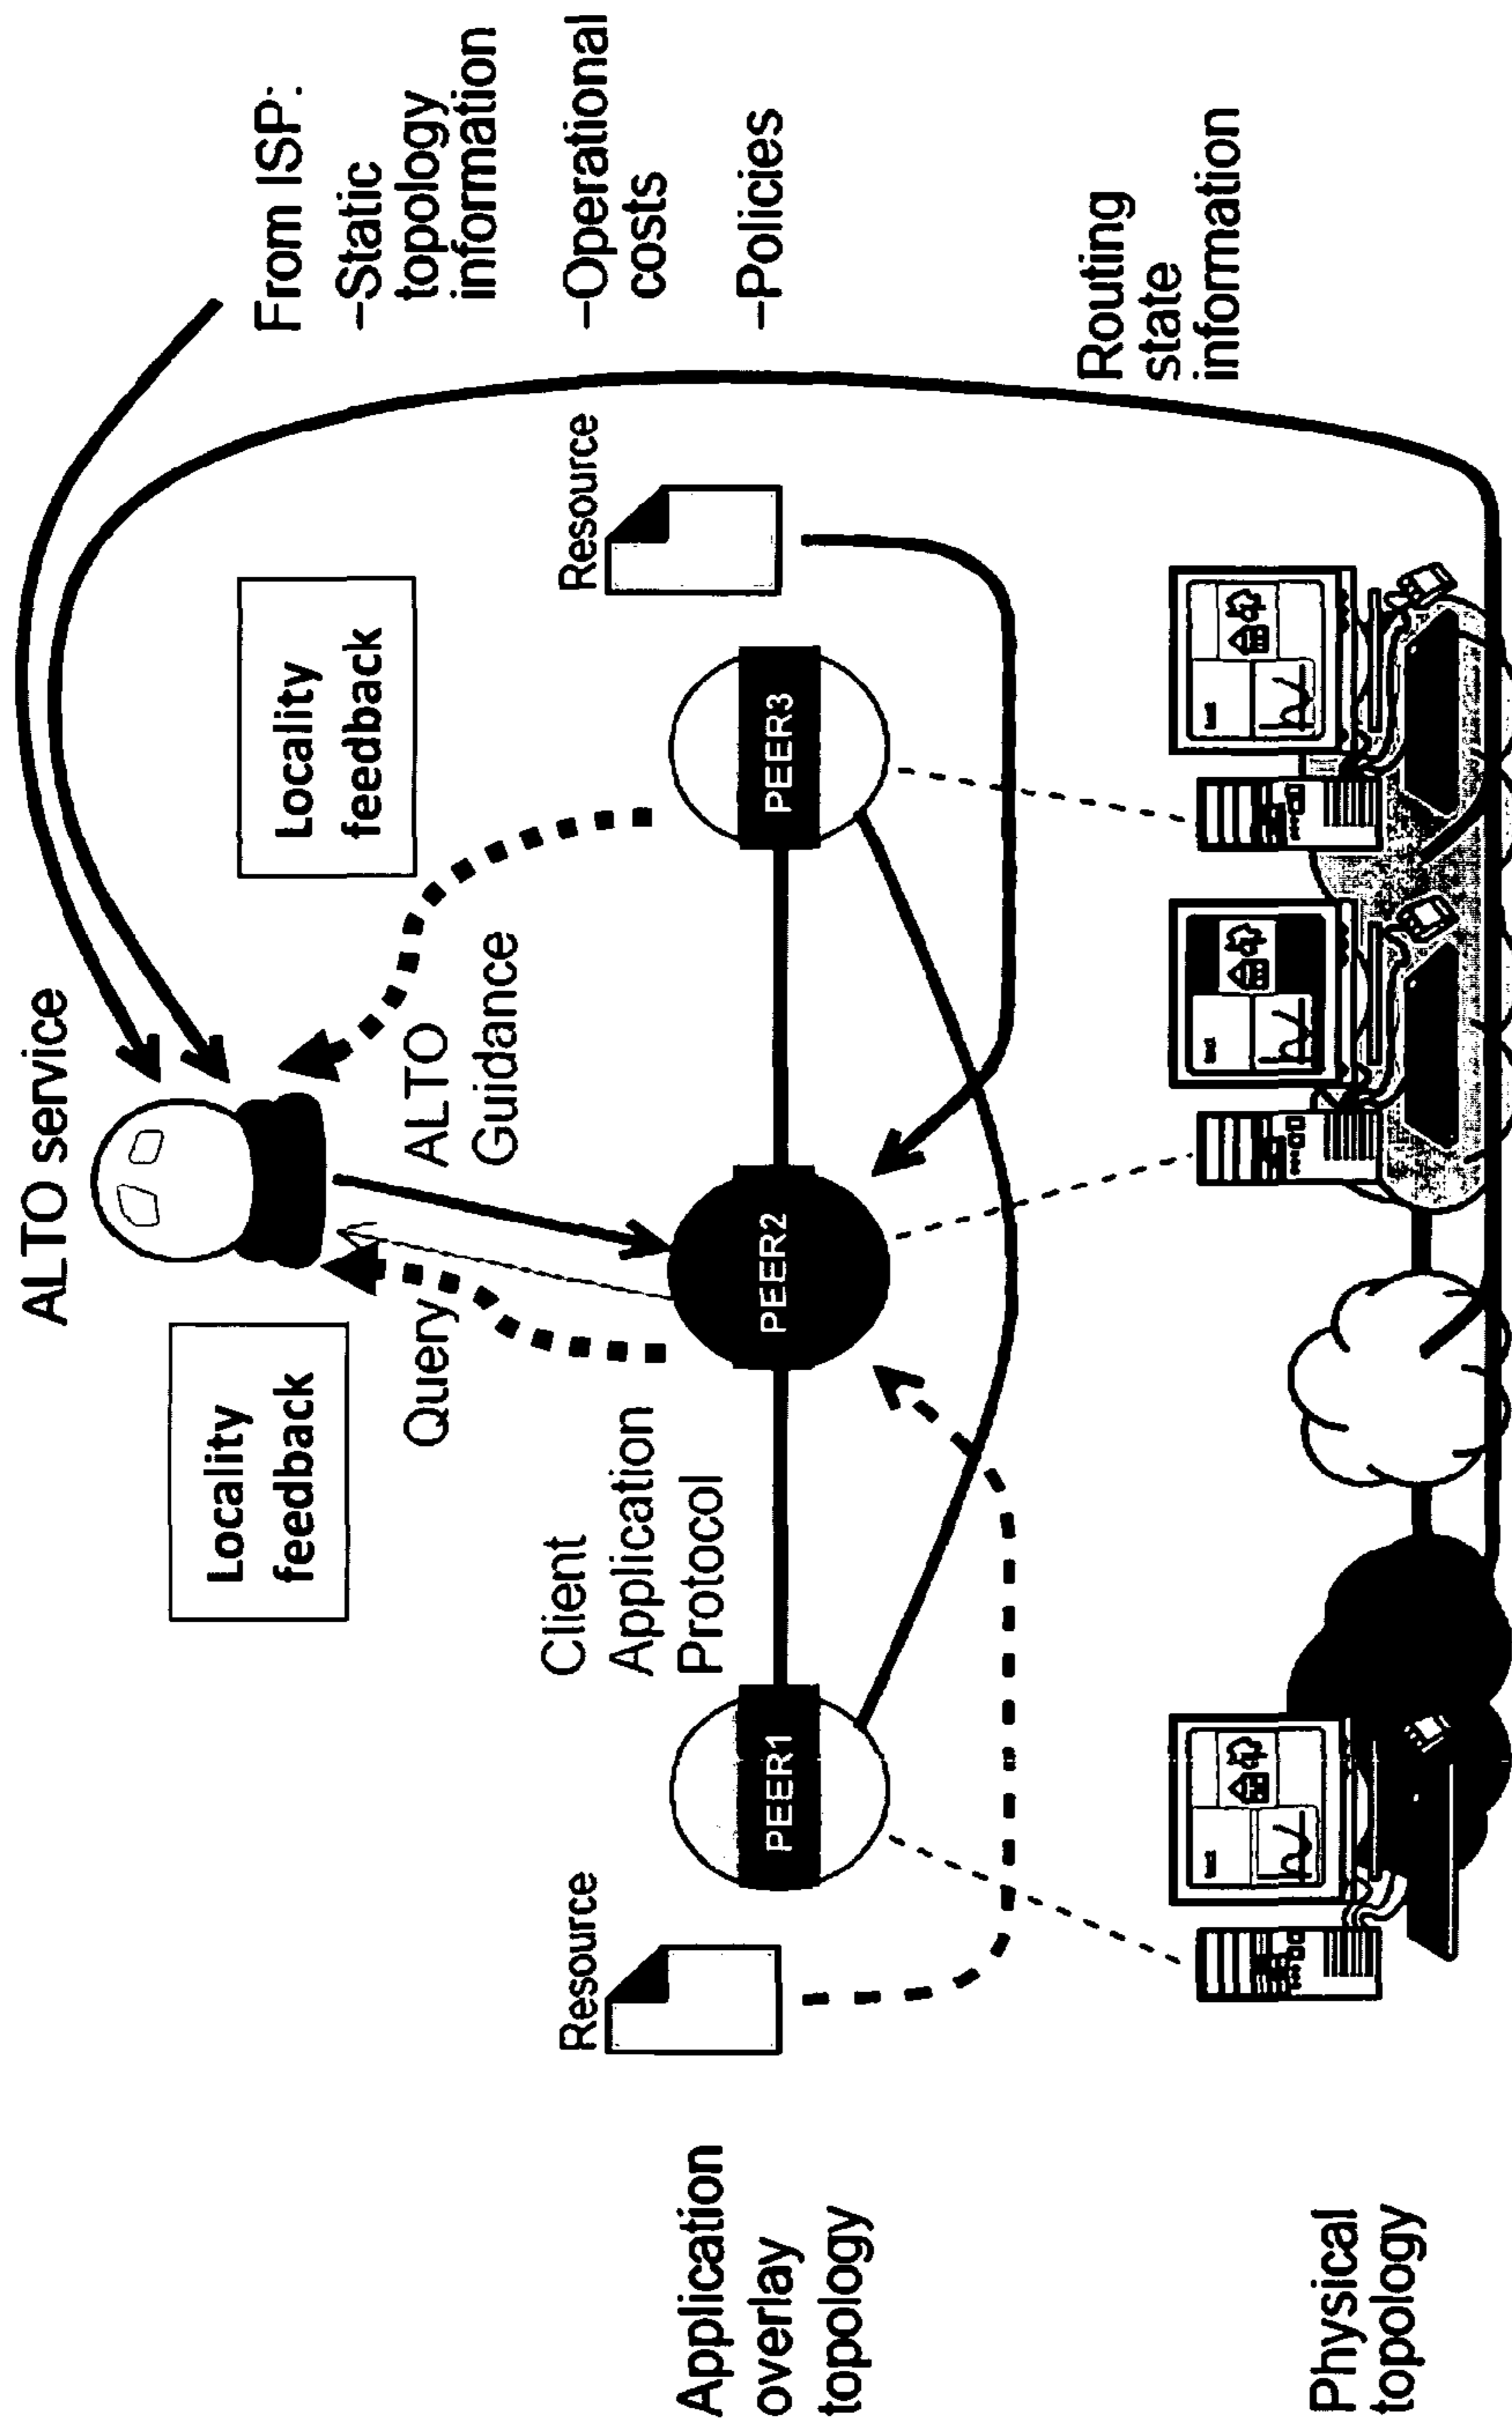 ALTO service
From ISP:
-Static
topology
information
-Operational
costs
-Policies
Locality
feedback
Locality
feedback
Query
ALTO
Guidance
Client
Application
Protocol
Resource
Resource
Application
overlay
topology
PEER1
PEER2
PEER3
Routing
state
information
Physical
topology